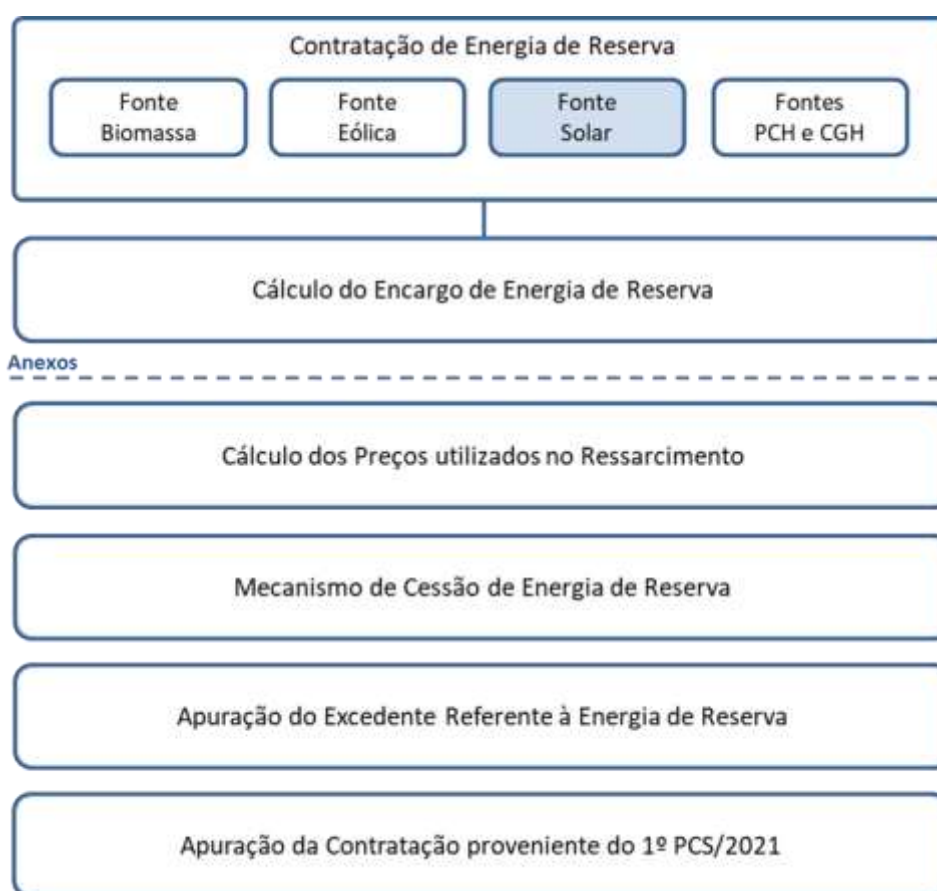 Contratação de Energia de Reserva
Fonte
Biomassa
Fonte
Eólica
Fonte
Solar
Fontes
PCH e CGH
Cálculo do Encargo de Energia de Reserva
Anexos
Cálculo dos Preços utilizados no Ressarcimento
Mecanismo de Cessão de Energia de Reserva
Apuração do Excedente Referente à Energia de Reserva
Apuração da Contratação proveniente do 1º PCS/2021